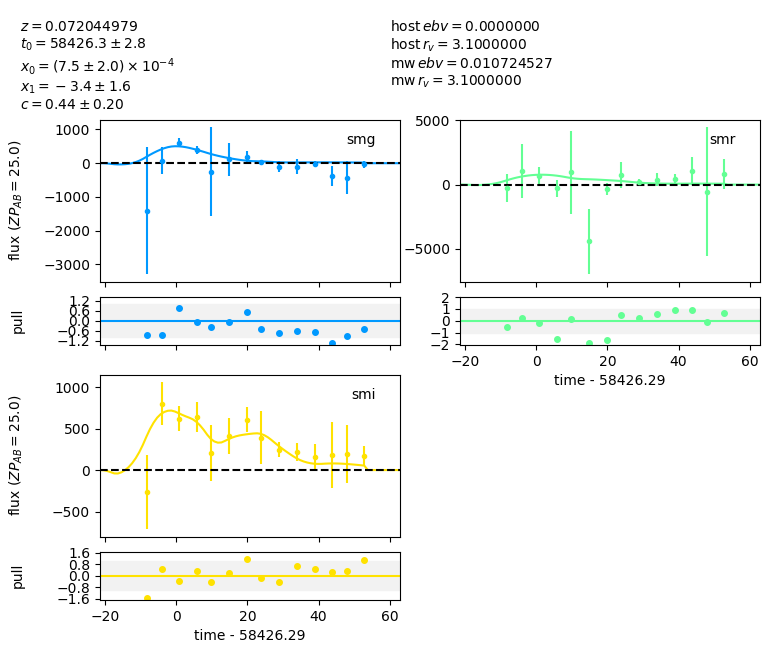 z = 0.072044979
t₀ = 58426.3 ± 2.8
x₀ = (7.5 ± 2.0) × 10⁻⁴
x₁ = −3.4 ± 1.6
c = 0.44 ± 0.20
host ebv = 0.0000000
host r_v = 3.1000000
mw ebv = 0.010724527
mw r_v = 3.1000000
smg
1000
0
−1000
−2000
−3000
flux (ZP_AB = 25.0)
smr
5000
0
−5000
1.2
0.6
0.0
−0.6
−1.2
pull
2
1
0
−1
−2
−20 0 20 40 60
time - 58426.29
smi
1000
500
0
−500
flux (ZP_AB = 25.0)
1.6
0.8
0.0
−0.8
−1.6
pull
−20 0 20 40 60
time - 58426.29